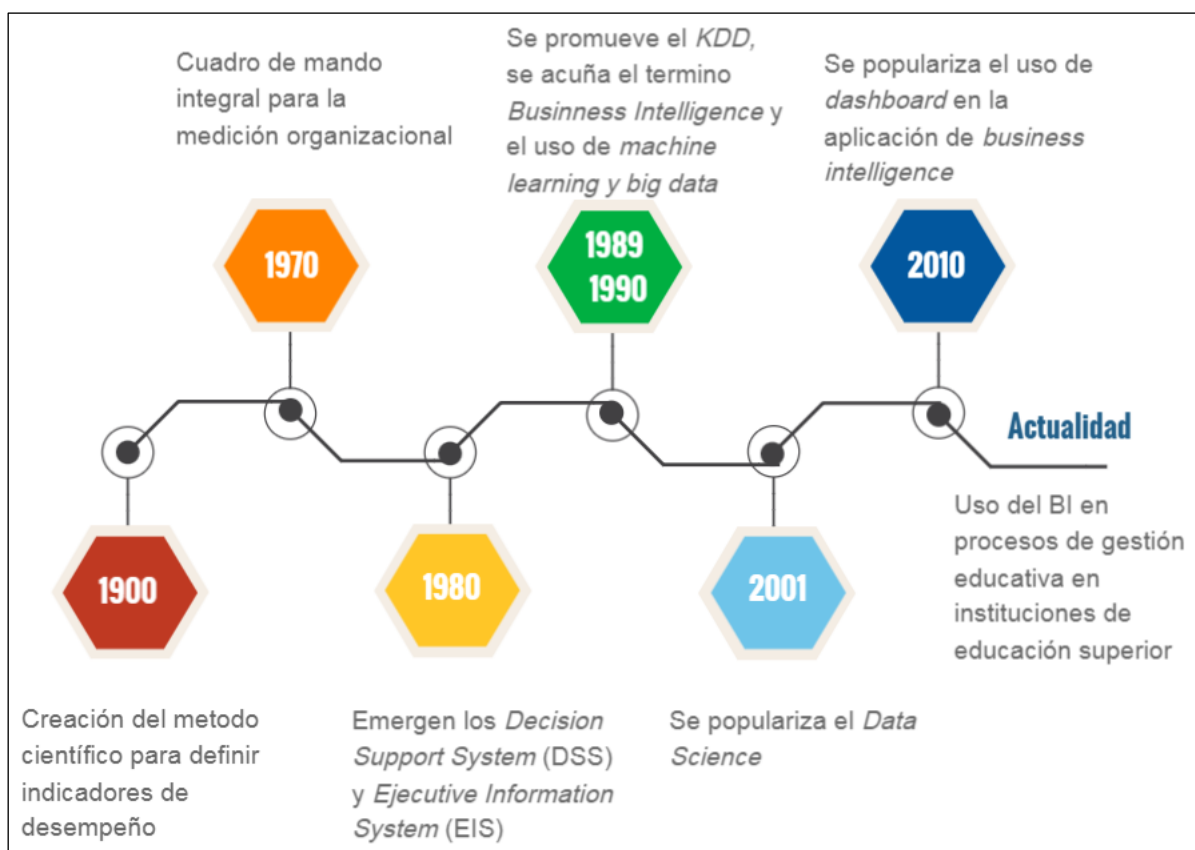 Cuadro de mando
integral para la
medición organizacional
Se promueve el KDD,
se acuña el termino
Businness Intelligence y
el uso de machine
learning y big data
Se populariza el uso de
dashboard en la
aplicación de business
intelligence
1970
1989
1990
2010
Actualidad
1900
1980
2001
Uso del BI en
procesos de gestión
educativa en
instituciones de
educación superior
Creación del metodo
científico para definir
indicadores de
desempeño
Emergen los Decision
Support System (DSS)
y Ejecutive Information
System (EIS)
Se populariza el Data
Science